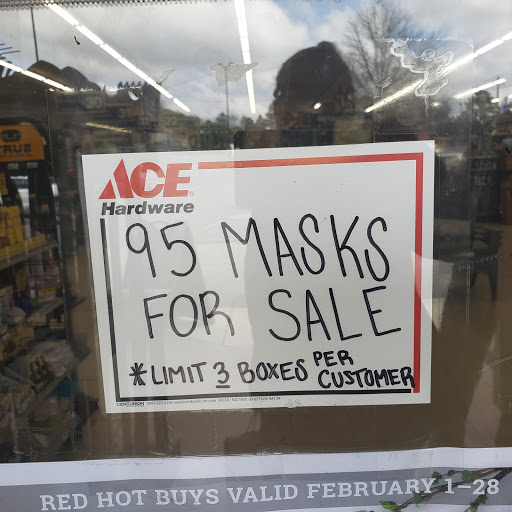 ACE
Hardware
95 MASKS
FOR SALE
* LIMIT 3 BOXES PER CUSTOMER
RED HOT BUYS VALID FEBRUARY 1–28